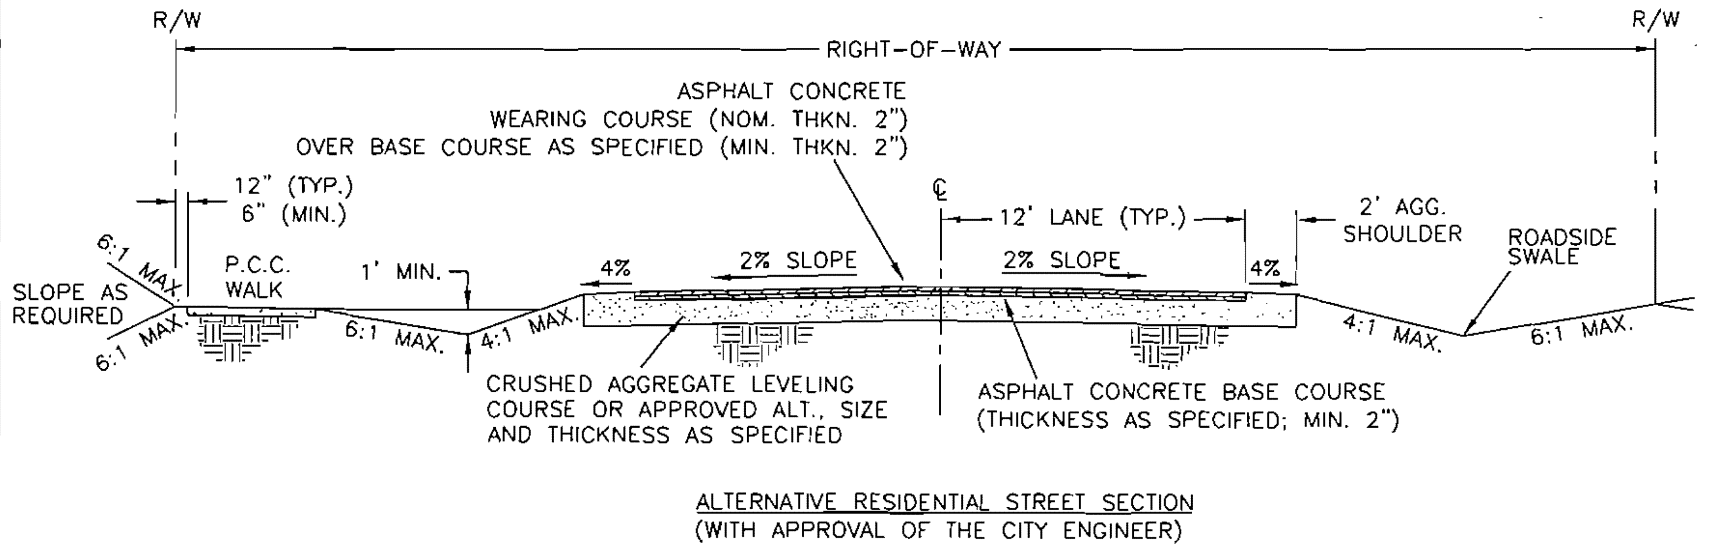 R/W
R/W
RIGHT-OF-WAY
ASPHALT CONCRETE
WEARING COURSE (NOM. THKN. 2")
OVER BASE COURSE AS SPECIFIED (MIN. THKN. 2")
12" (TYP.)
6" (MIN.)
℄
12' LANE (TYP.)
2' AGG.
SHOULDER
ROADSIDE
SWALE
6:1 MAX.
P.C.C.
WALK
1' MIN.
4%
2% SLOPE
2% SLOPE
4%
SLOPE AS
REQUIRED
6:1 MAX.
6:1 MAX.
4:1 MAX.
4:1 MAX.
6:1 MAX.
CRUSHED AGGREGATE LEVELING
COURSE OR APPROVED ALT., SIZE
AND THICKNESS AS SPECIFIED
ASPHALT CONCRETE BASE COURSE
(THICKNESS AS SPECIFIED; MIN. 2")
ALTERNATIVE RESIDENTIAL STREET SECTION
(WITH APPROVAL OF THE CITY ENGINEER)